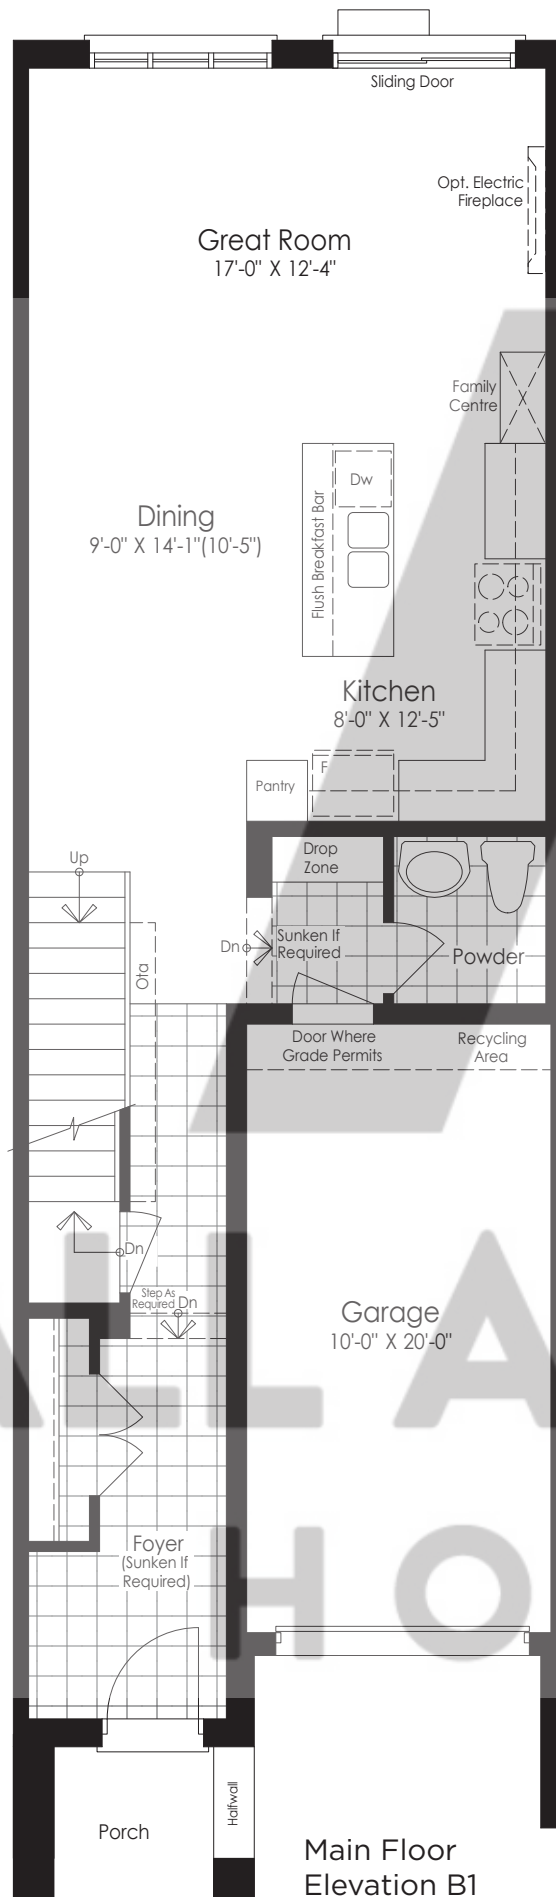 Sliding Door
Opt. Electric
Fireplace
Great Room
17'-0" X 12'-4"
Family
Centre
Dw
Flush Breakfast Bar
Dining
9'-0" X 14'-1"(10'-5")
Kitchen
8'-0" X 12'-5"
F
Pantry
Up
Drop
Zone
Ota
Dn
Sunken If
Required
Powder
Door Where
Grade Permits
Recycling
Area
Dn
Step As
Required Dn
Garage
10'-0" X 20'-0"
ALLA
Foyer
(Sunken If
Required)
HO
Porch
Halfwall
Main Floor
Elevation B1